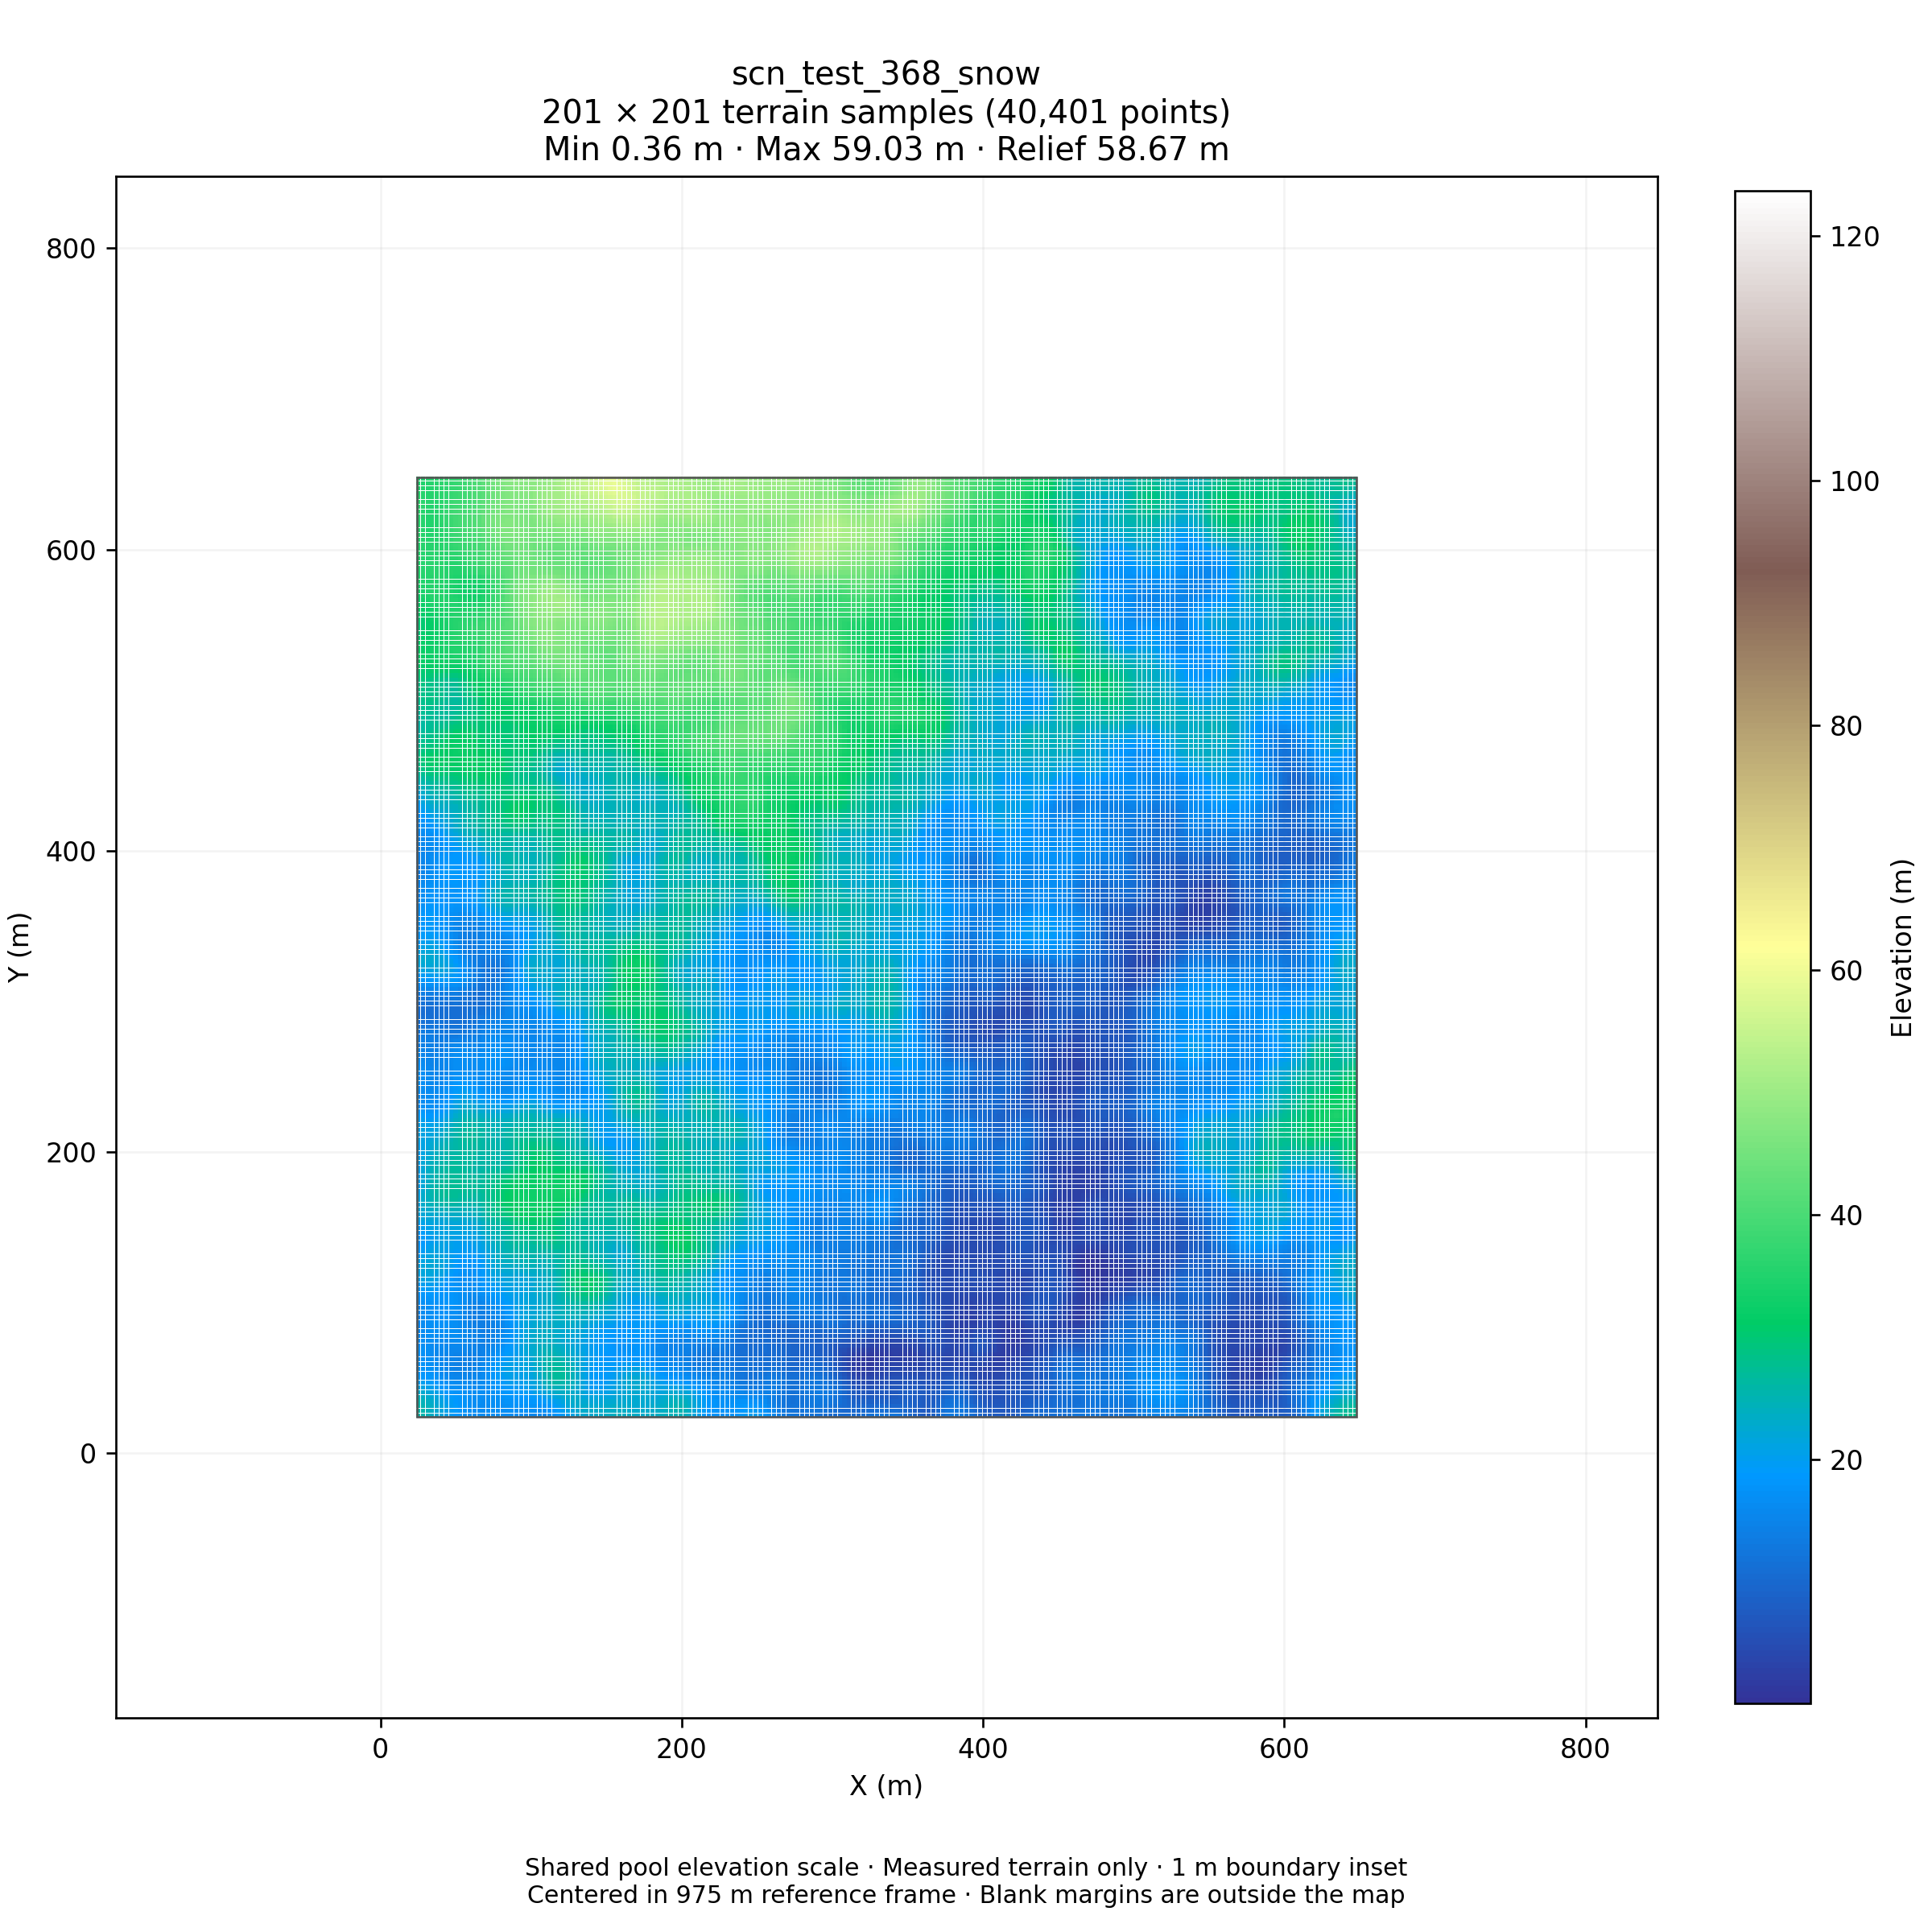 scn_test_368_snow
201 × 201 terrain samples (40,401 points)
Min 0.36 m · Max 59.03 m · Relief 58.67 m
800
600
400
200
0
Y (m)
0
200
400
600
800
X (m)
120
100
80
60
40
20
Elevation (m)
Shared pool elevation scale · Measured terrain only · 1 m boundary inset
Centered in 975 m reference frame · Blank margins are outside the map